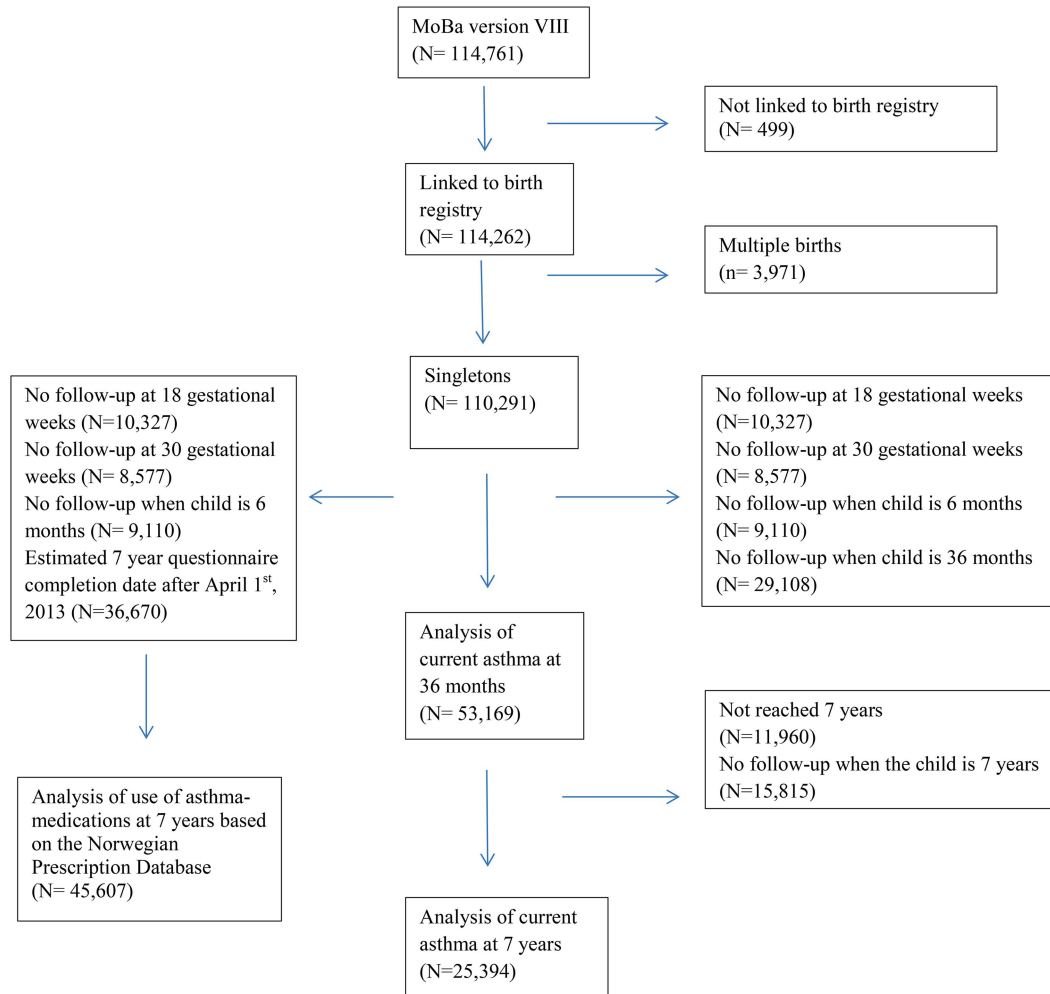 MoBa version VIII
(N= 114,761)
Not linked to birth registry
(N= 499)
Linked to birth
registry
(N= 114,262)
Multiple births
(n= 3,971)
Singletons
(N= 110,291)
No follow-up at 18 gestational
weeks (N=10,327)
No follow-up at 30 gestational
weeks (N= 8,577)
No follow-up when child is 6
months (N= 9,110)
Estimated 7 year questionnaire
completion date after April 1st,
2013 (N=36,670)
No follow-up at 18 gestational weeks
(N=10,327)
No follow-up at 30 gestational weeks
(N= 8,577)
No follow-up when child is 6 months
(N= 9,110)
No follow-up when child is 36 months
(N= 29,108)
Analysis of
current asthma at
36 months
(N= 53,169)
Not reached 7 years
(N=11,960)
No follow-up when the child is 7 years
(N=15,815)
Analysis of use of asthma-
medications at 7 years based
on the Norwegian
Prescription Database
(N= 45,607)
Analysis of current
asthma at 7 years
(N=25,394)